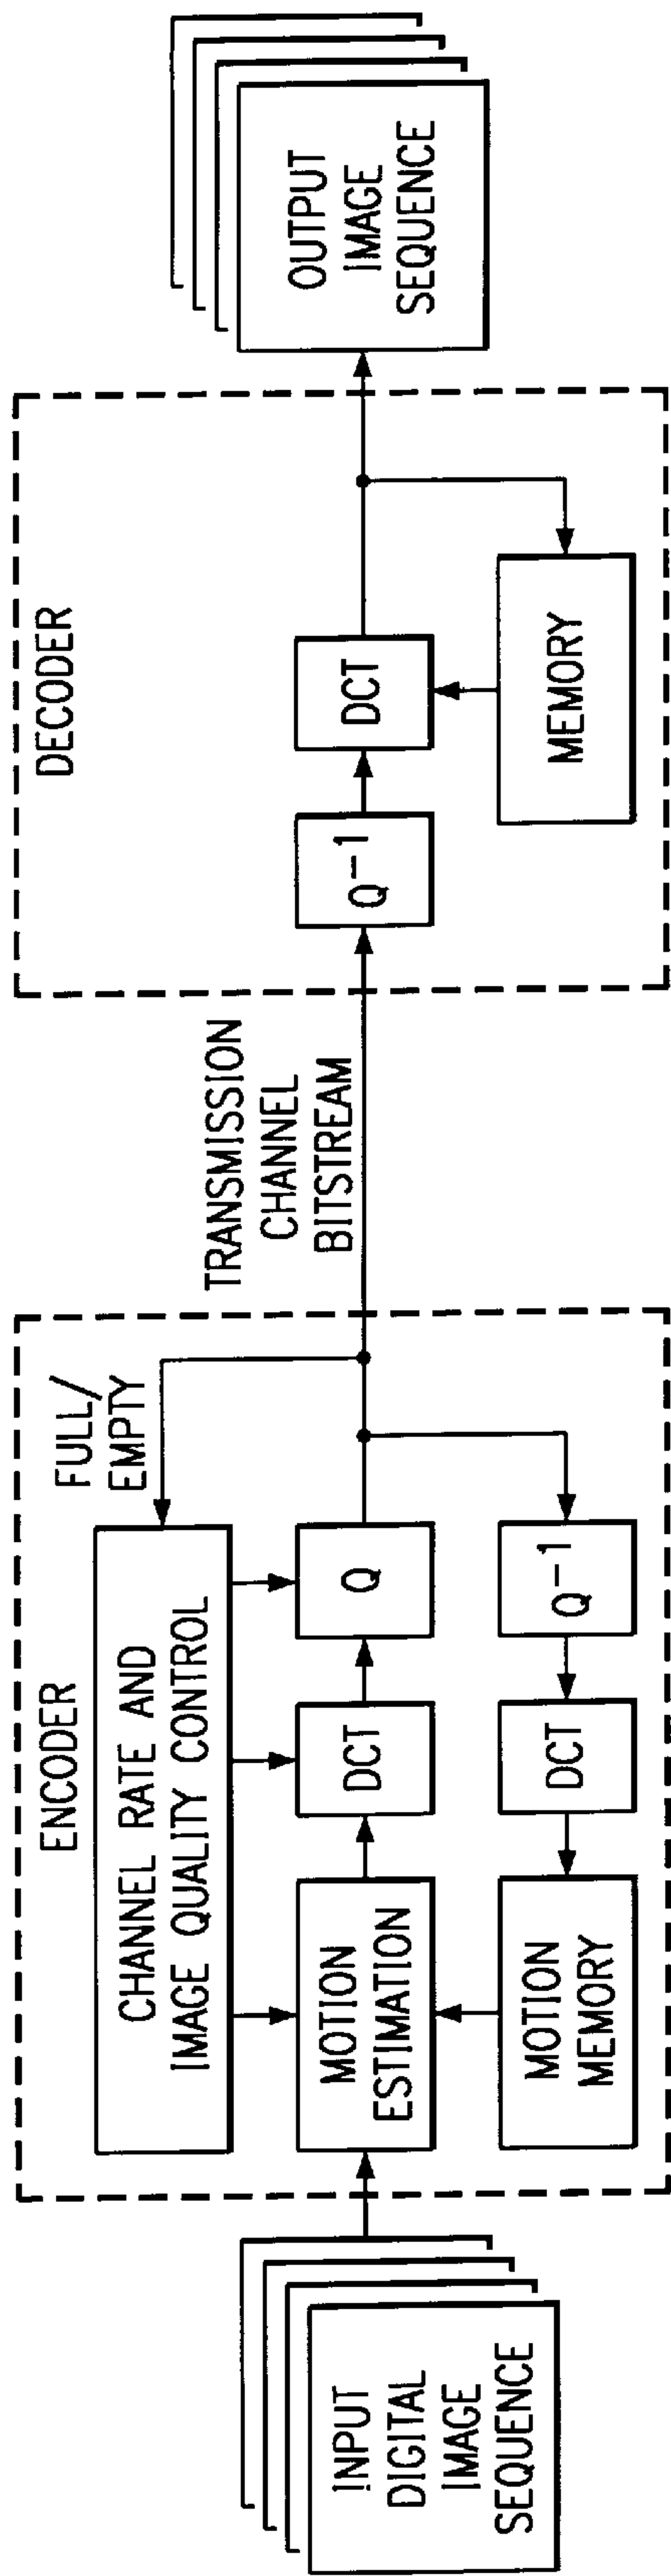 INPUT
DIGITAL
IMAGE
SEQUENCE
ENCODER
CHANNEL RATE AND
IMAGE QUALITY CONTROL
FULL/
EMPTY
MOTION
ESTIMATION
DCT
Q
MOTION
MEMORY
DCT
Q⁻¹
TRANSMISSION
CHANNEL
BITSTREAM
DECODER
Q⁻¹
DCT
MEMORY
OUTPUT
IMAGE
SEQUENCE